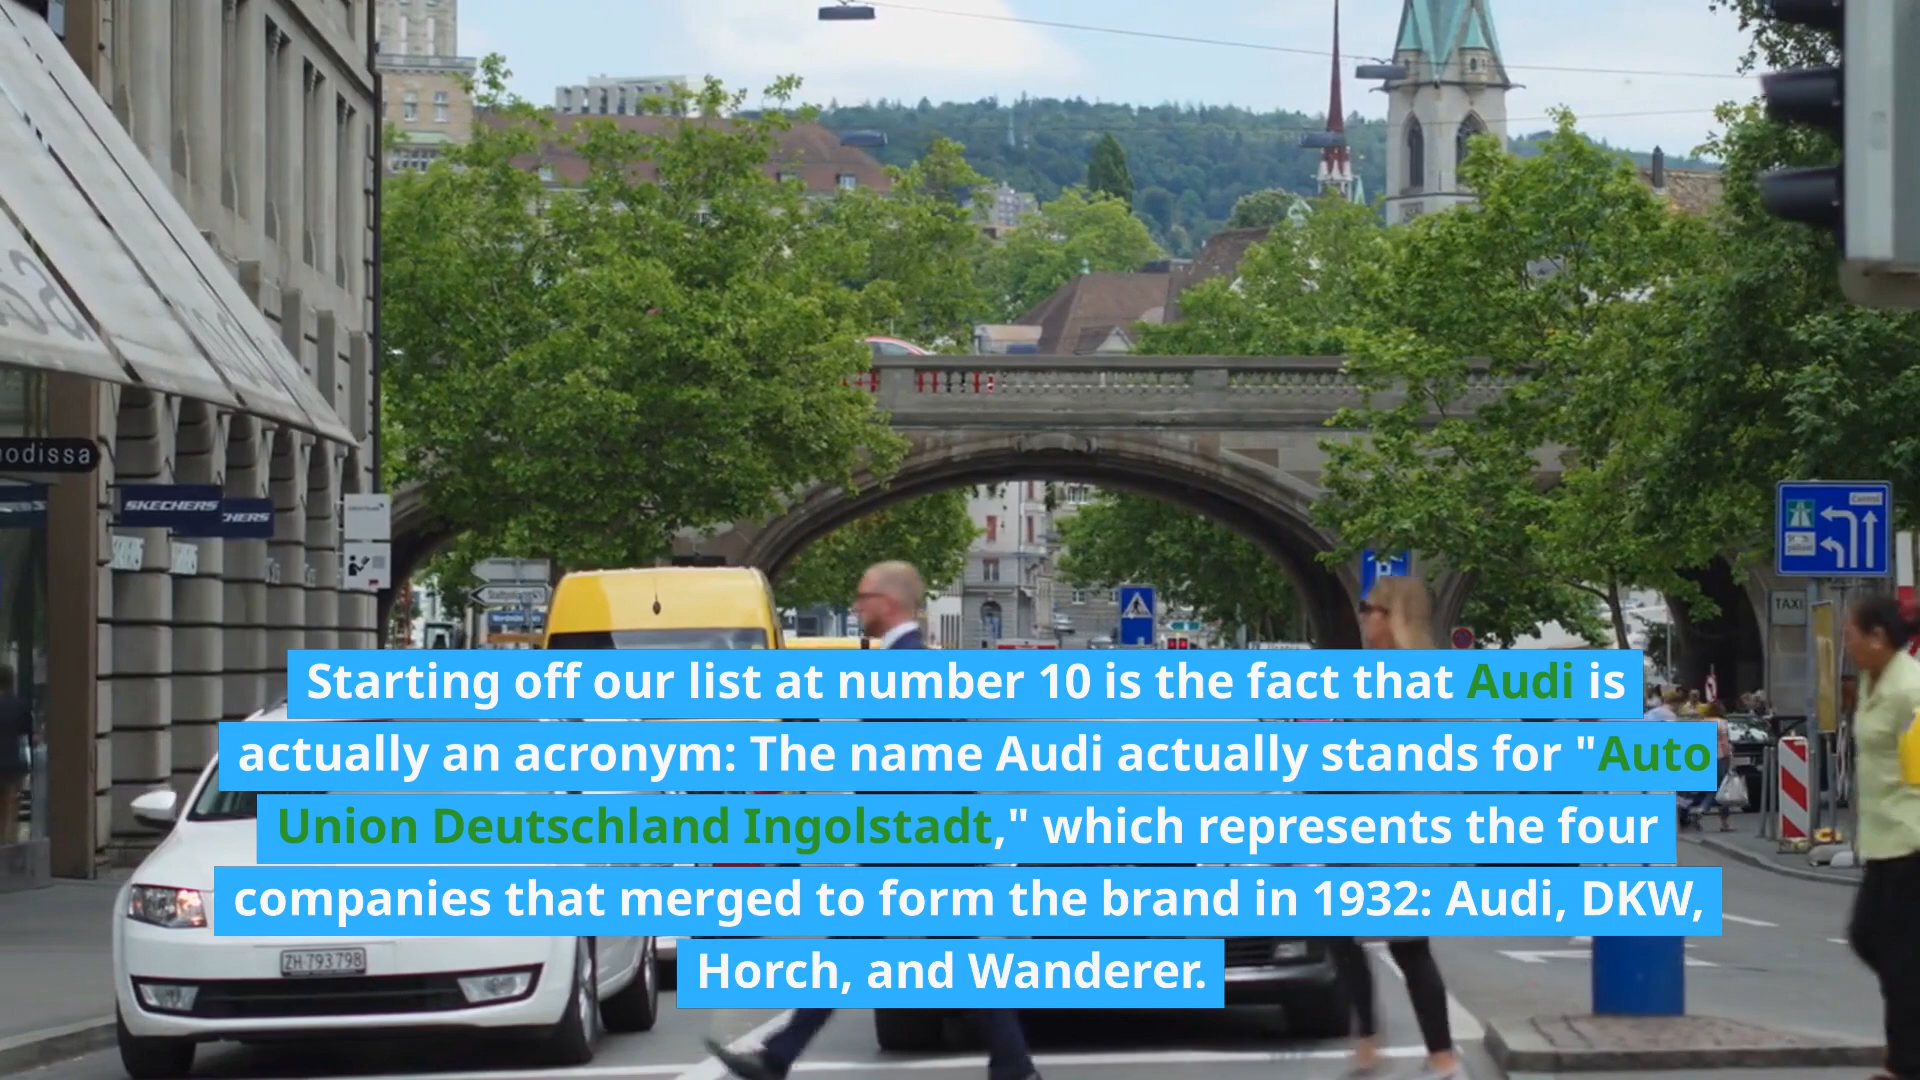 odissa
SKECHERS
CHERS
TAXI
Starting off our list at number 10 is the fact that Audi is
actually an acronym: The name Audi actually stands for "Auto
Union Deutschland Ingolstadt," which represents the four
companies that merged to form the brand in 1932: Audi, DKW,
Horch, and Wanderer.
ZH 793798